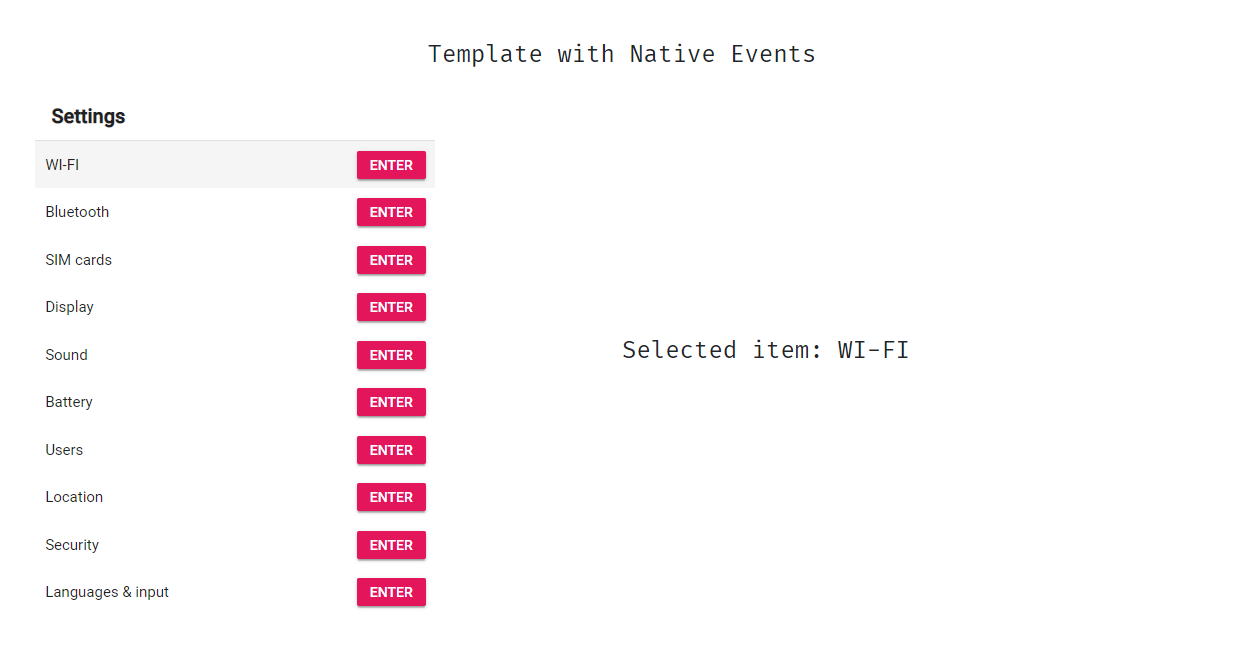 Template with Native Events
Settings
WI-FI ENTER
Bluetooth ENTER
SIM cards ENTER
Display ENTER
Sound ENTER
Selected item: WI-FI
Battery ENTER
Users ENTER
Location ENTER
Security ENTER
Languages & input ENTER